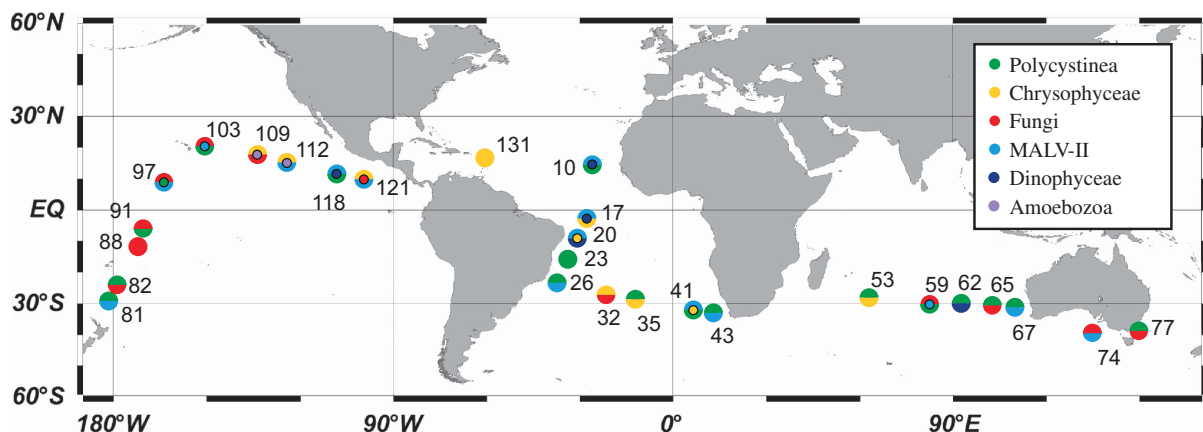 60°N
30°N
EQ
30°S
60°S
180°W
90°W
0°
90°E
Polycystinea
Chrysophyceae
Fungi
MALV-II
Dinophyceae
Amoebozoa
103
109
112
131
10
97
118
121
17
91
20
88
23
82
26
81
32
35
41
43
53
59
62
65
67
74
77